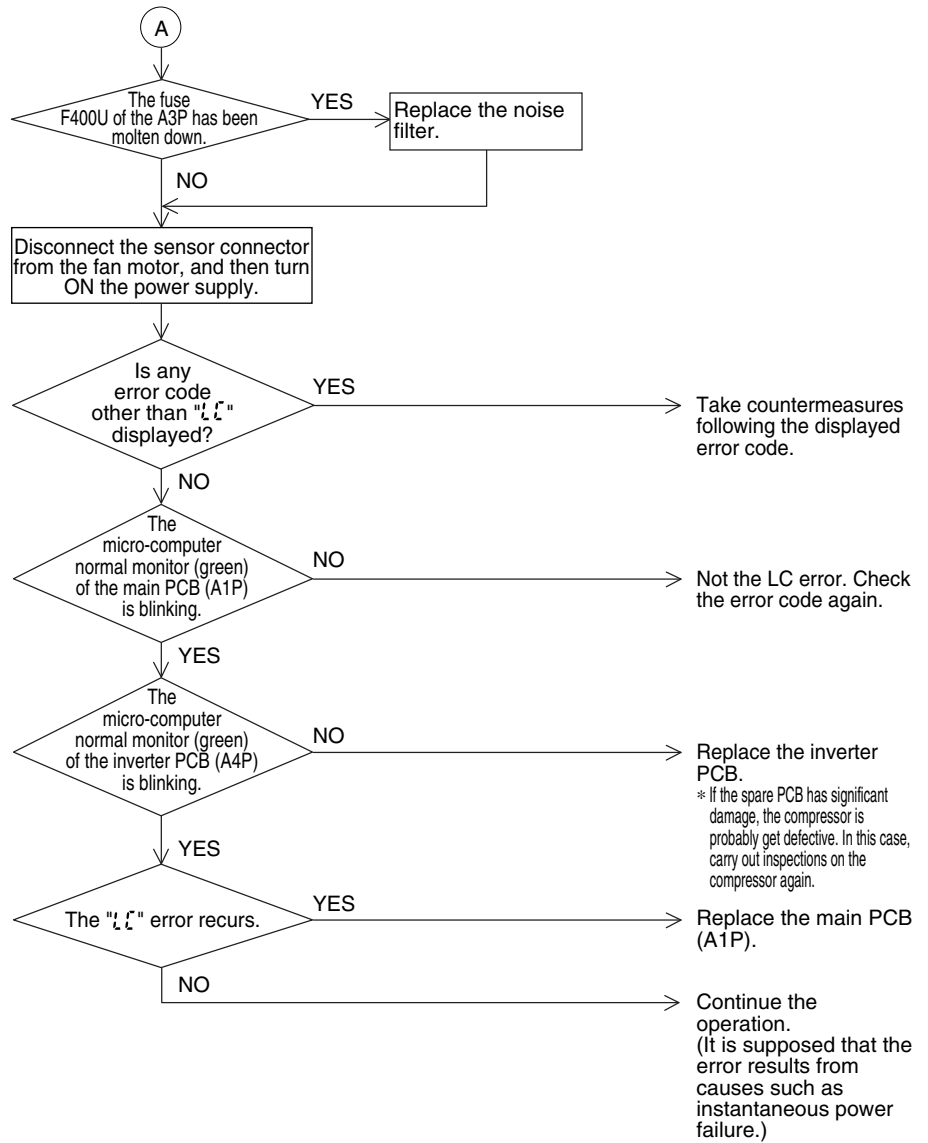 A
The fuse
F400U of the A3P has been
molten down.
YES
Replace the noise
filter.
NO
Disconnect the sensor connector
from the fan motor, and then turn
ON the power supply.
Is any
error code
other than "LC"
displayed?
YES
Take countermeasures
following the displayed
error code.
NO
The
micro-computer
normal monitor (green)
of the main PCB (A1P)
is blinking.
NO
Not the LC error. Check
the error code again.
YES
The
micro-computer
normal monitor (green)
of the inverter PCB (A4P)
is blinking.
NO
Replace the inverter
PCB.
* If the spare PCB has significant
damage, the compressor is
probably get defective. In this case,
carry out inspections on the
compressor again.
YES
The "LC" error recurs.
YES
Replace the main PCB
(A1P).
NO
Continue the
operation.
(It is supposed that the
error results from
causes such as
instantaneous power
failure.)